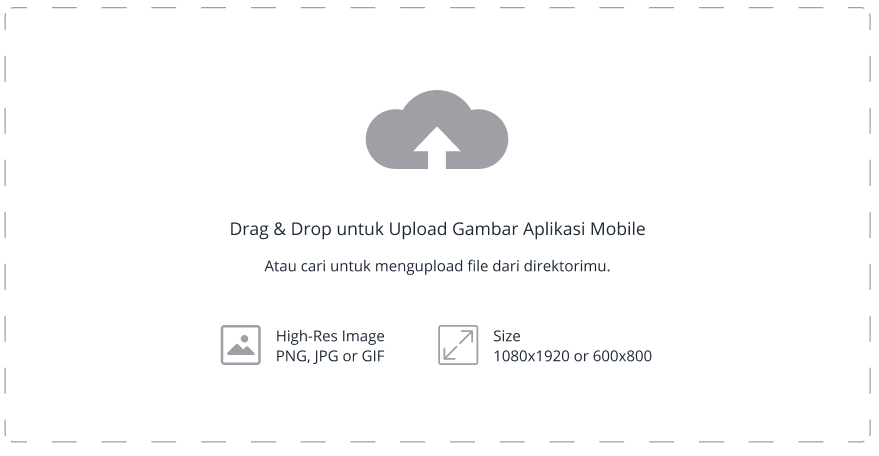 Drag & Drop untuk Upload Gambar Aplikasi Mobile
Atau cari untuk mengupload file dari direktorimu.
High-Res Image
PNG, JPG or GIF
Size
1080x1920 or 600x800